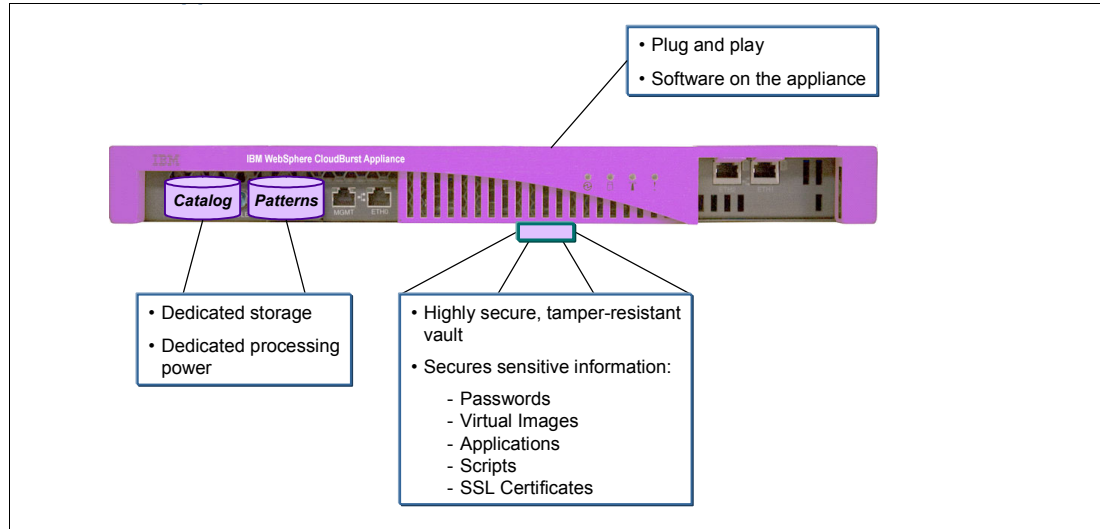 • Plug and play
• Software on the appliance
IBM
IBM WebSphere CloudBurst Appliance
Catalog
Patterns
MGMT
ETH0
• Dedicated storage
• Dedicated processing
power
• Highly secure, tamper-resistant
vault
• Secures sensitive information:
- Passwords
- Virtual Images
- Applications
- Scripts
- SSL Certificates